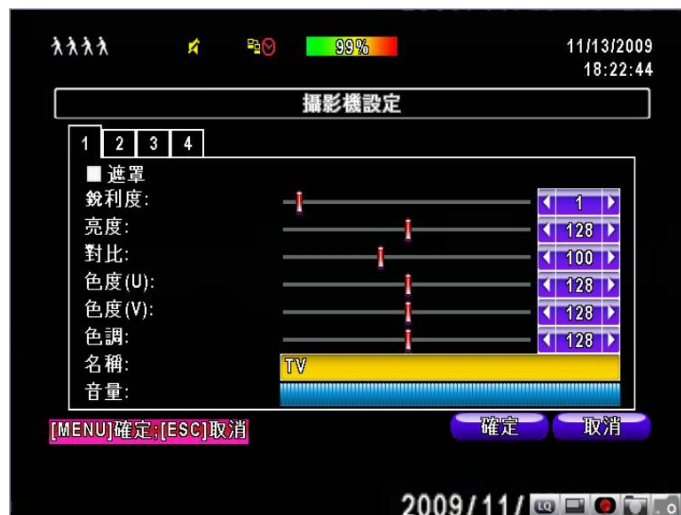 99%
11/13/2009
18:22:44
攝影機設定
1 2 3 4
遮罩
銳利度: 1
亮度: 128
對比: 100
色度(U): 128
色度(V): 128
色調: 128
名稱: TV
音量:
[MENU]確定;[ESC]取消
確定 取消
2009/11/
LQ